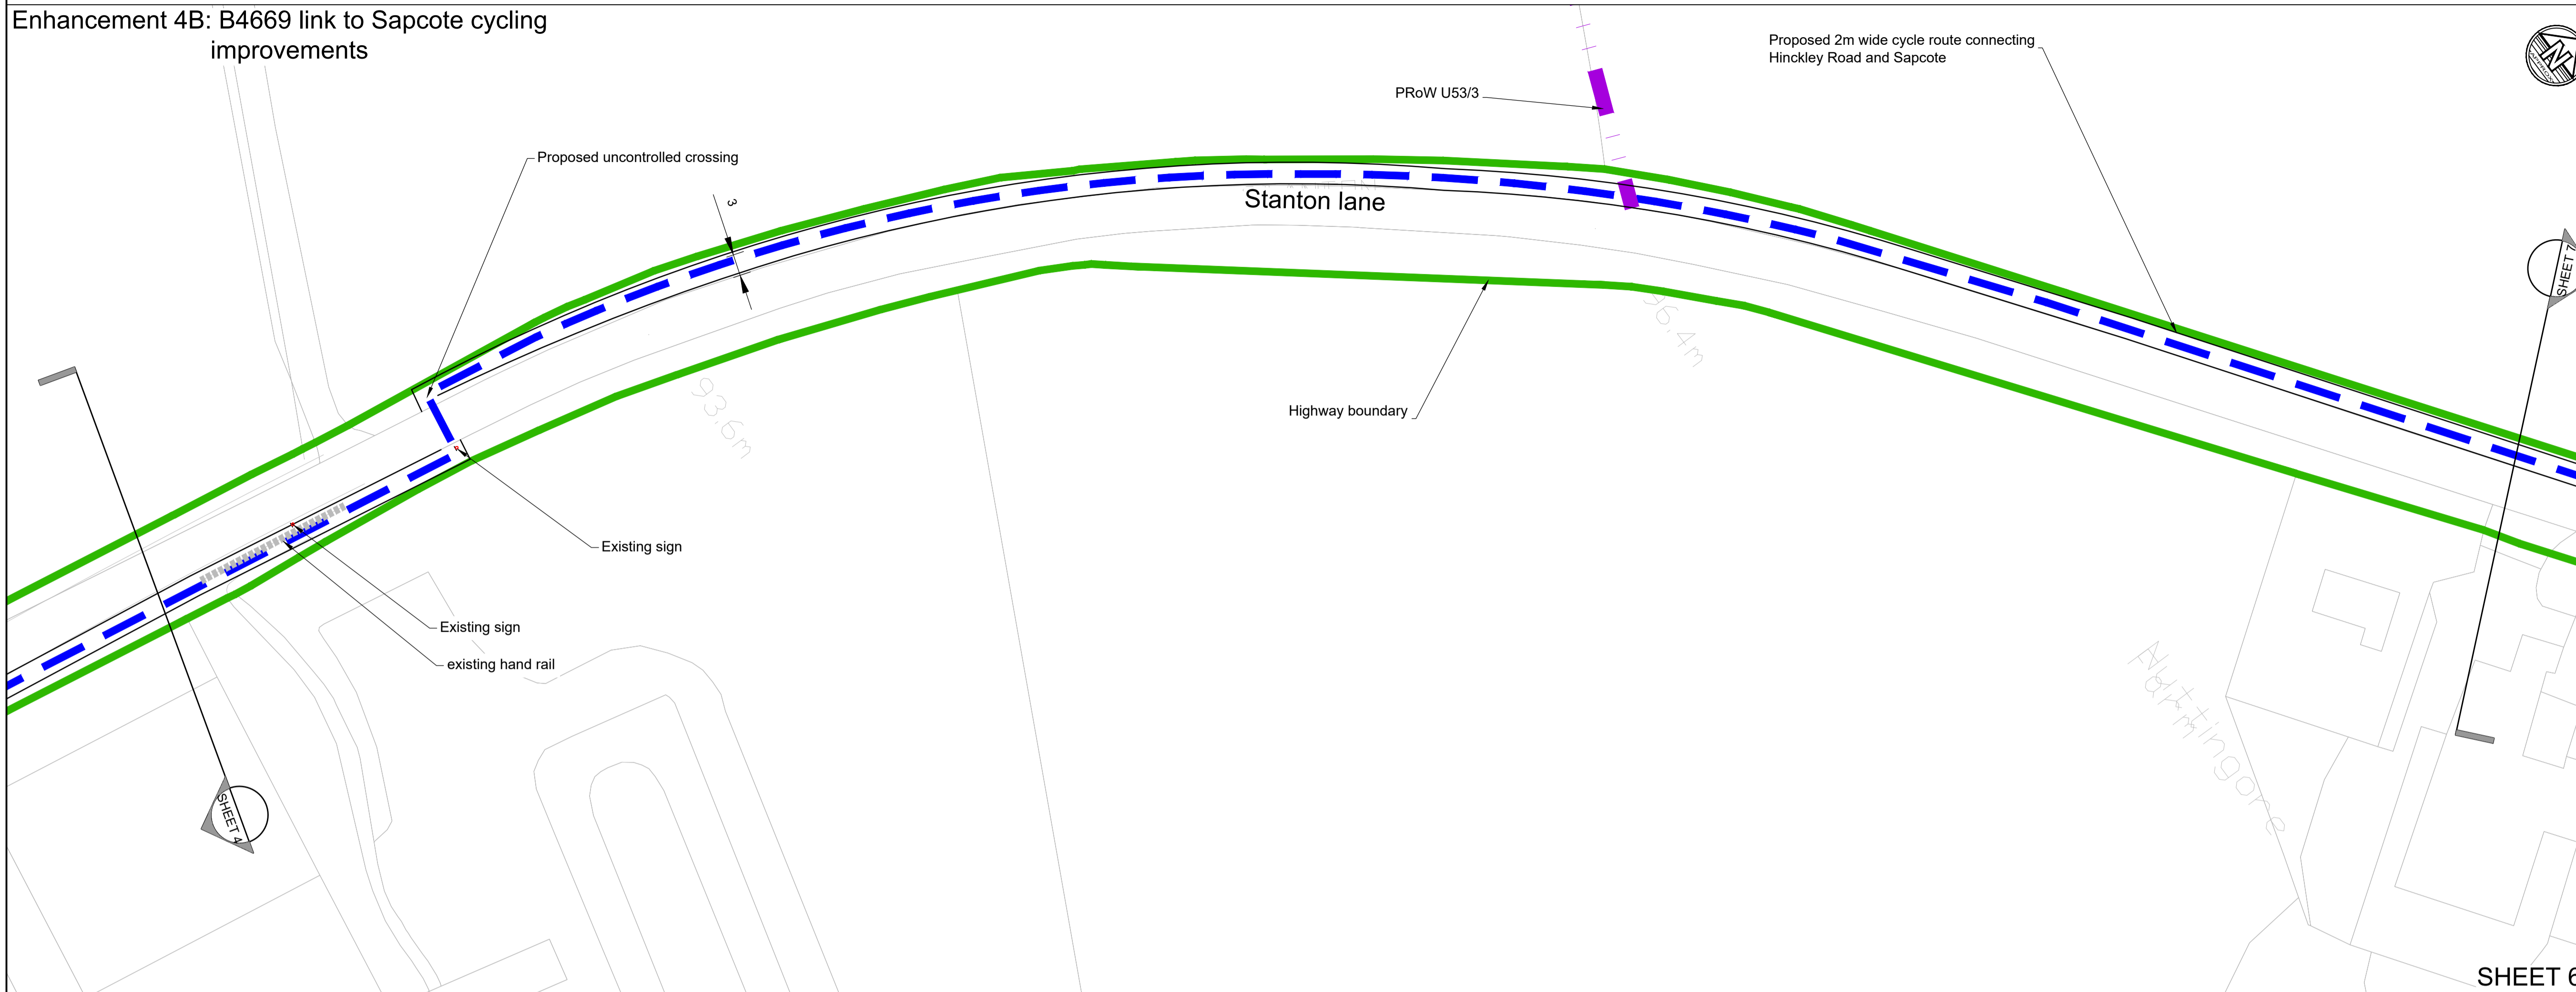 Enhancement 4B: B4669 link to Sapcote cycling
improvements
Proposed 2m wide cycle route connecting
Hinckley Road and Sapcote
PRoW U53/3
Proposed uncontrolled crossing
3
Stanton lane
SHEET 7
96.4m
93.6m
Highway boundary
Existing sign
Existing sign
existing hand rail
SHEET 4
SHEET 6